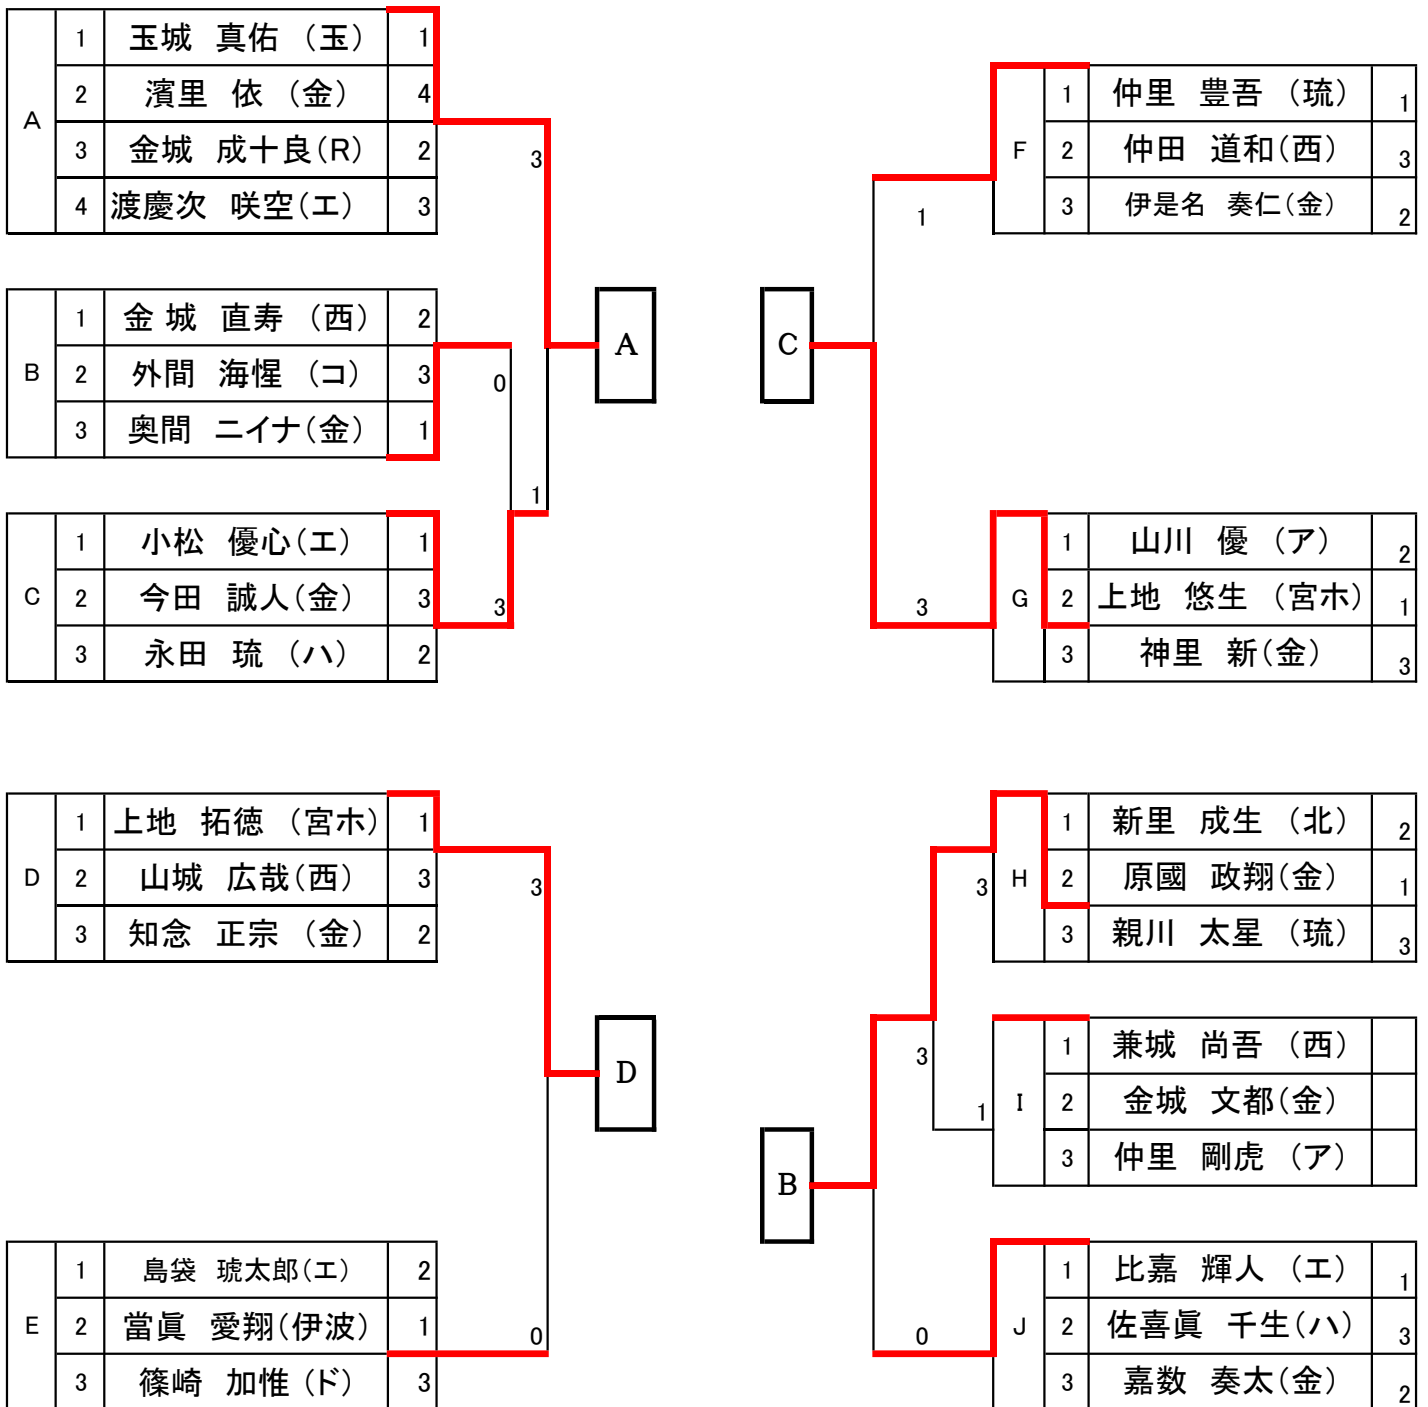 A
1 玉城 真佑 （玉） 1
2 濱里 依 （金） 4
3 金城 成十良（R） 2
4 渡慶次 咲空（エ） 3
3
B
1 金 城 直寿 （西） 2
2 外間 海惺 （コ） 3
3 奥間 ニイナ（金） 1
0
A
1
C
1 小松 優心（エ） 1
2 今田 誠人（金） 3
3 永田 琉 （ハ） 2
3
D
1 上地 拓徳 （宮ホ） 1
2 山城 広哉（西） 3
3 知念 正宗 （金） 2
3
D
E
1 島袋 琥太郎（エ） 2
2 當眞 愛翔（伊波） 1
3 篠崎 加惟（ド） 3
0
F
1 仲里 豊吾 （琉） 1
2 仲田 道和（西） 3
3 伊是名 奏仁（金） 2
1
C
G
1 山川 優 （ア） 2
2 上地 悠生 （宮ホ） 1
3 神里 新（金） 3
3
H
1 新里 成生 （北） 2
2 原國 政翔（金） 1
3 親川 太星 （琉） 3
3
3
I
1 兼城 尚吾 （西）
2 金城 文都（金）
3 仲里 剛虎 （ア）
1
B
J
1 比嘉 輝人 （エ） 1
2 佐喜眞 千生（ハ） 3
3 嘉数 奏太（金） 2
0